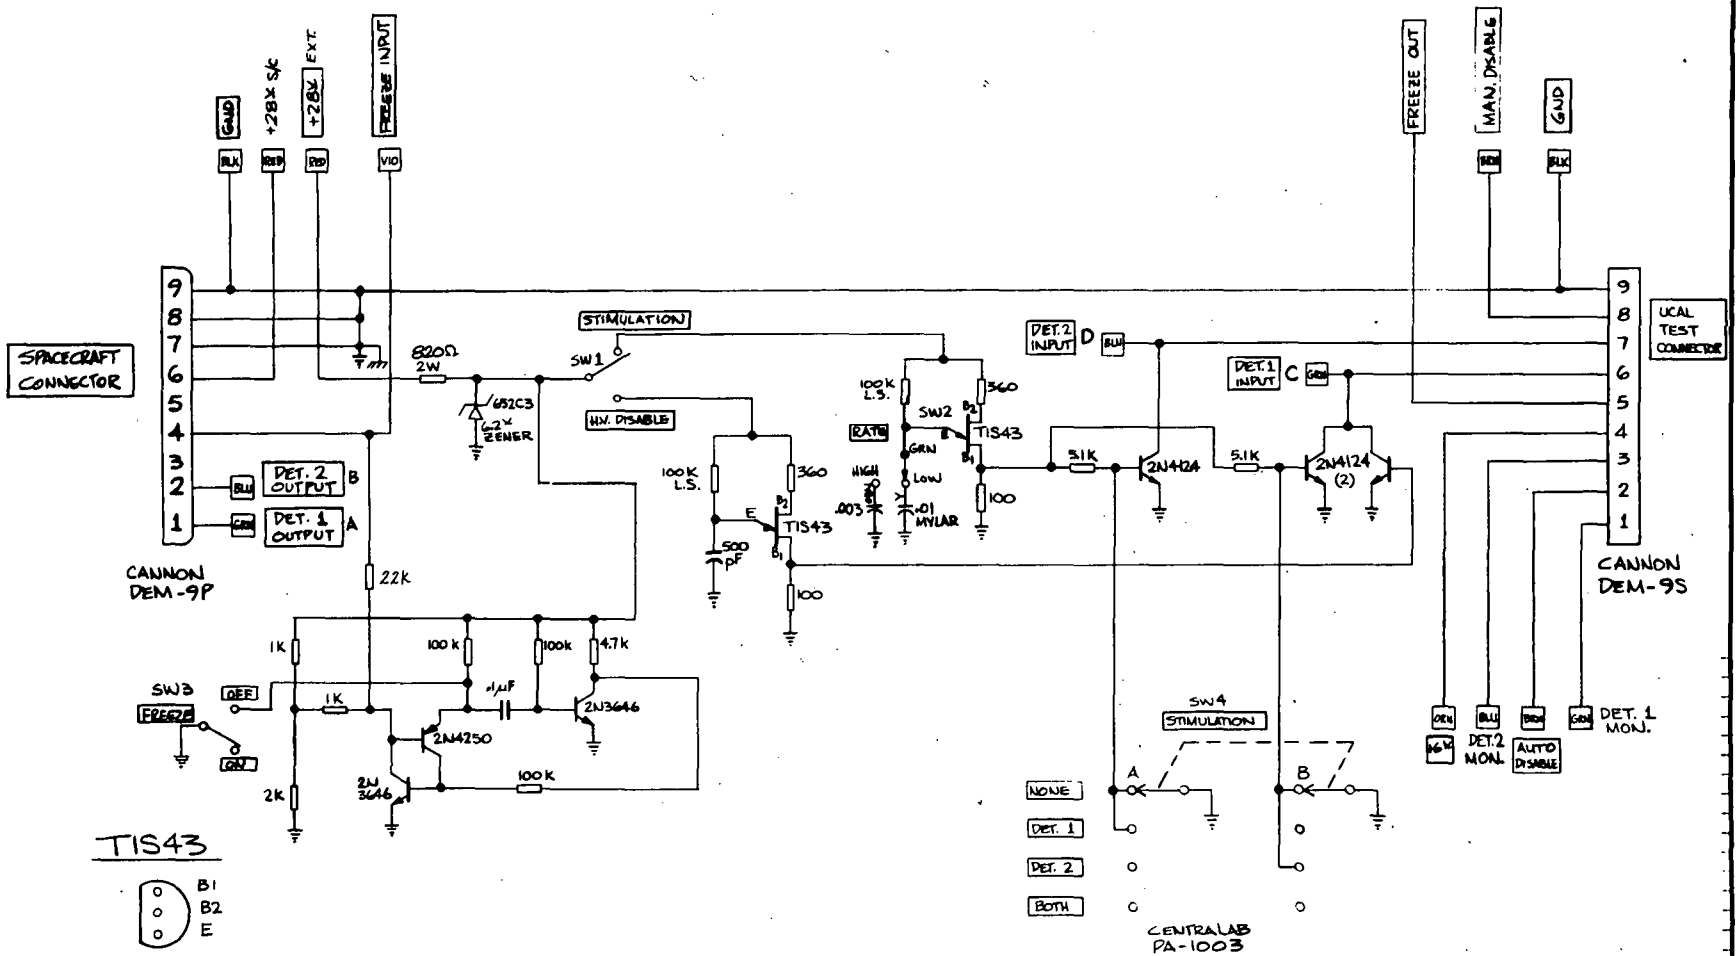 GND
+28V S/C
+28V EXT.
FREEZE INPUT
FREEZE OUT
MAN. DISABLE
GND
BLK
RED
RED
VIO
BRN
BLK
9
8
7
6
5
4
3
2
1
SPACECRAFT
CONNECTOR
BLU
DET. 2
OUTPUT
B
GRN
DET. 1
OUTPUT
A
CANNON
DEM-9P
820Ω
2W
652C3
6.2V
ZENER
STIMULATION
SW1
H.V. DISABLE
100K
L.S.
360
E
B2
TIS43
B1
500
pF
100
100K
L.S.
360
SW2
B2
TIS43
E
B1
RATE
GRN
HIGH
LOW
.003
.01
MYLAR
100
DET. 2
INPUT
D
BLU
DET. 1
INPUT
C
GRN
5.1K
2N4124
5.1K
2N4124
(2)
9
8
7
6
5
4
3
2
1
UCAL
TEST
CONNECTOR
CANNON
DEM-9S
22K
1K
100K
100K
4.7K
.1μF
2N3646
SW3
FREEZE
OFF
ON
1K
2N4250
2N
3646
100K
2K
SW4
STIMULATION
A
B
NONE
DET. 1
DET. 2
BOTH
CENTRALAB
PA-1003
ORN
BLU
DET. 2
MON.
BRN
AUTO
DISABLE
GRN
DET. 1
MON.
TIS43
B1
B2
E